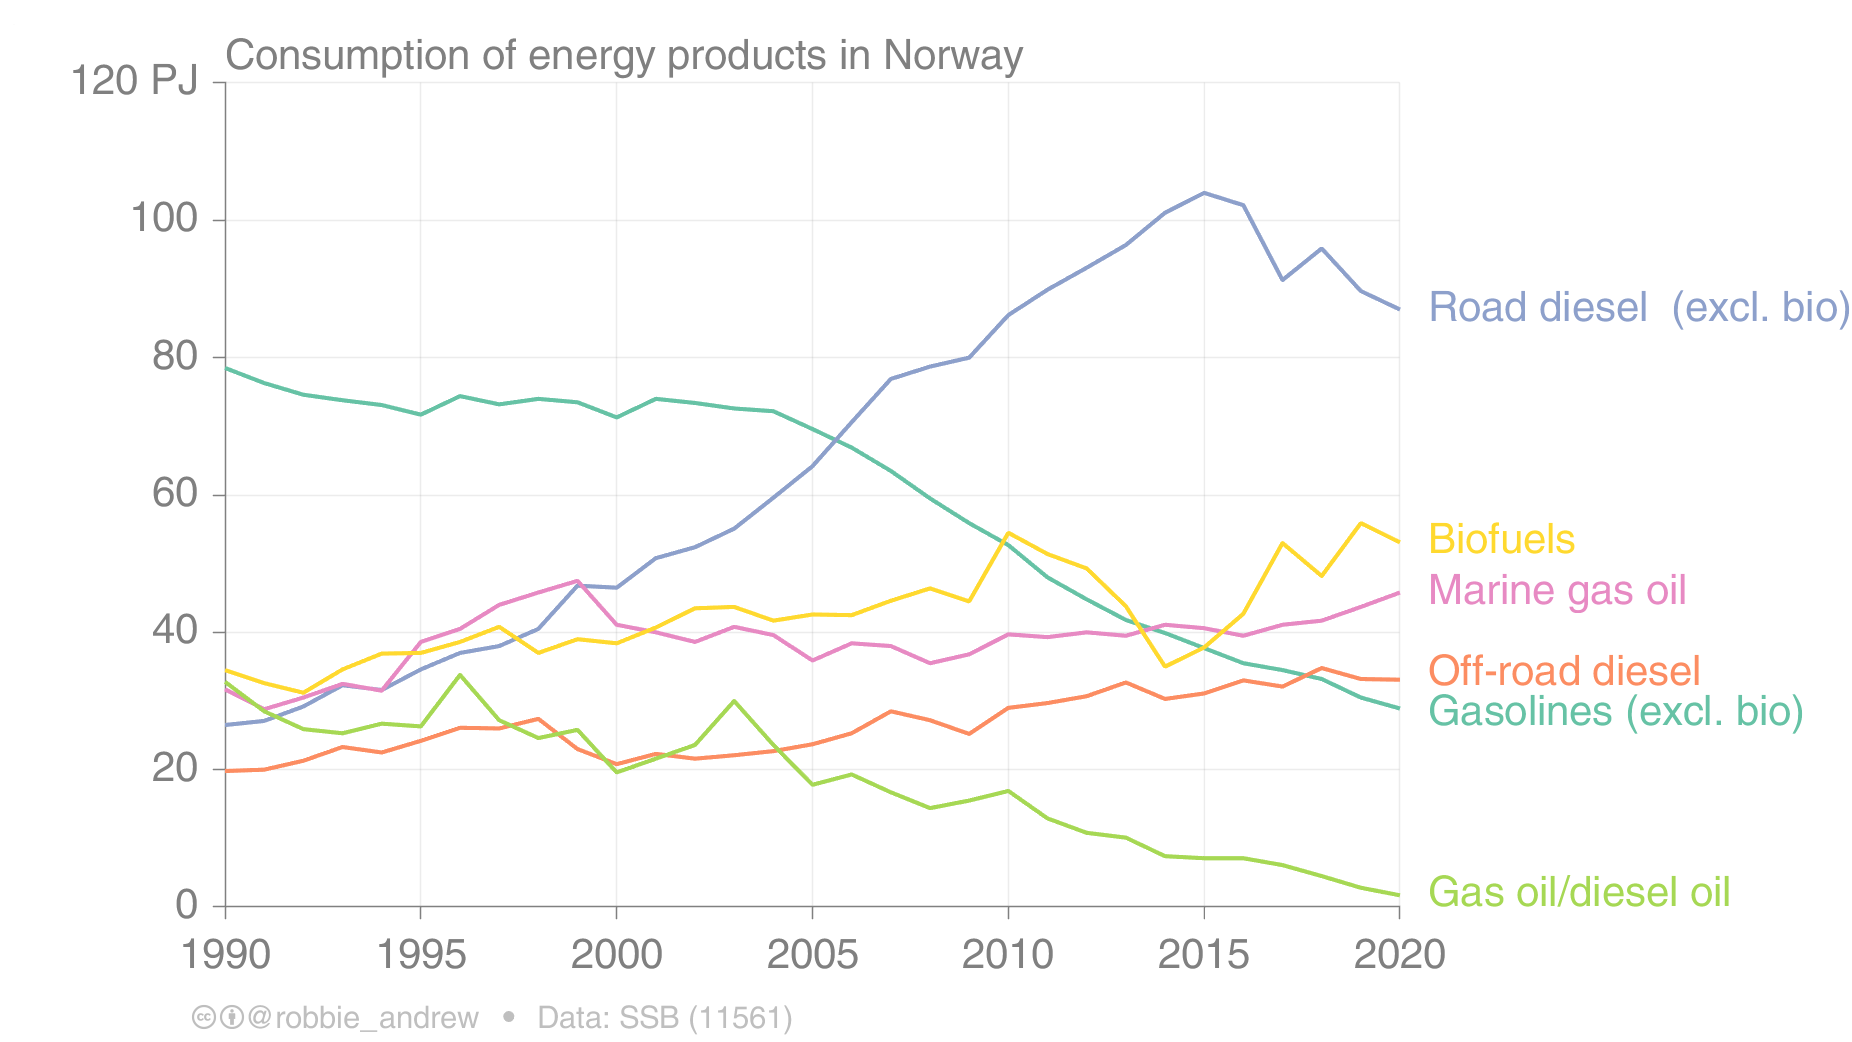 Consumption of energy products in Norway
120 PJ
100
80
60
40
20
0
1990 1995 2000 2005 2010 2015 2020
Road diesel  (excl. bio)
Biofuels
Marine gas oil
Off-road diesel
Gasolines (excl. bio)
Gas oil/diesel oil
cc @robbie_andrew • Data: SSB (11561)